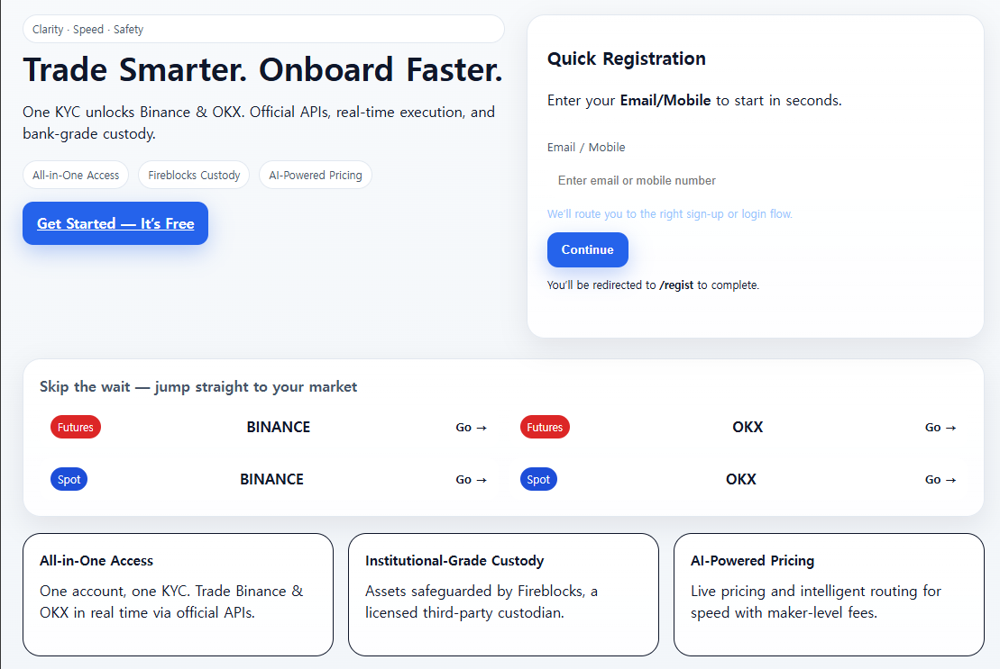 Clarity · Speed · Safety
Trade Smarter. Onboard Faster.
One KYC unlocks Binance & OKX. Official APIs, real-time execution, and
bank-grade custody.
All-in-One Access
Fireblocks Custody
AI-Powered Pricing
Get Started — It’s Free
Quick Registration
Enter your Email/Mobile to start in seconds.
Email / Mobile
Enter email or mobile number
We’ll route you to the right sign-up or login flow.
Continue
You’ll be redirected to /regist to complete.
Skip the wait — jump straight to your market
Futures BINANCE Go →
Futures OKX Go →
Spot BINANCE Go →
Spot OKX Go →
All-in-One Access
One account, one KYC. Trade Binance &
OKX in real time via official APIs.
Institutional-Grade Custody
Assets safeguarded by Fireblocks, a
licensed third-party custodian.
AI-Powered Pricing
Live pricing and intelligent routing for
speed with maker-level fees.